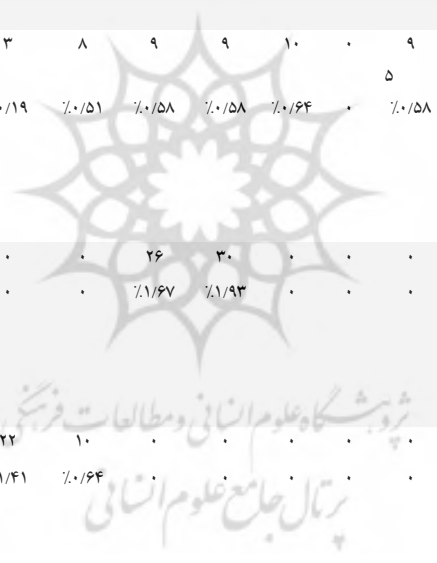 ۳ ۸ ۹ ۹ ۱۰ ۰ ۹
۵
۰/۱۹ ٪۰/۵۱ ٪۰/۵۸ ٪۰/۵۸ ٪۰/۶۴ ۰ ٪۰/۵۸
۰ ۰ ۲۶ ۳۰ ۰ ۰ ۰
۰ ۰ ٪۱/۶۷ ٪۱/۹۳ ۰ ۰ ۰
پژوهشگاه علوم انسانی و مطالعات فرهنگی
۲۲ ۱۰ ۰ ۰ ۰ ۰ ۰
۱/۴۱ ٪۰/۶۴ ۰ ۰ ۰ ۰ ۰
پرتال جامع علوم انسانی